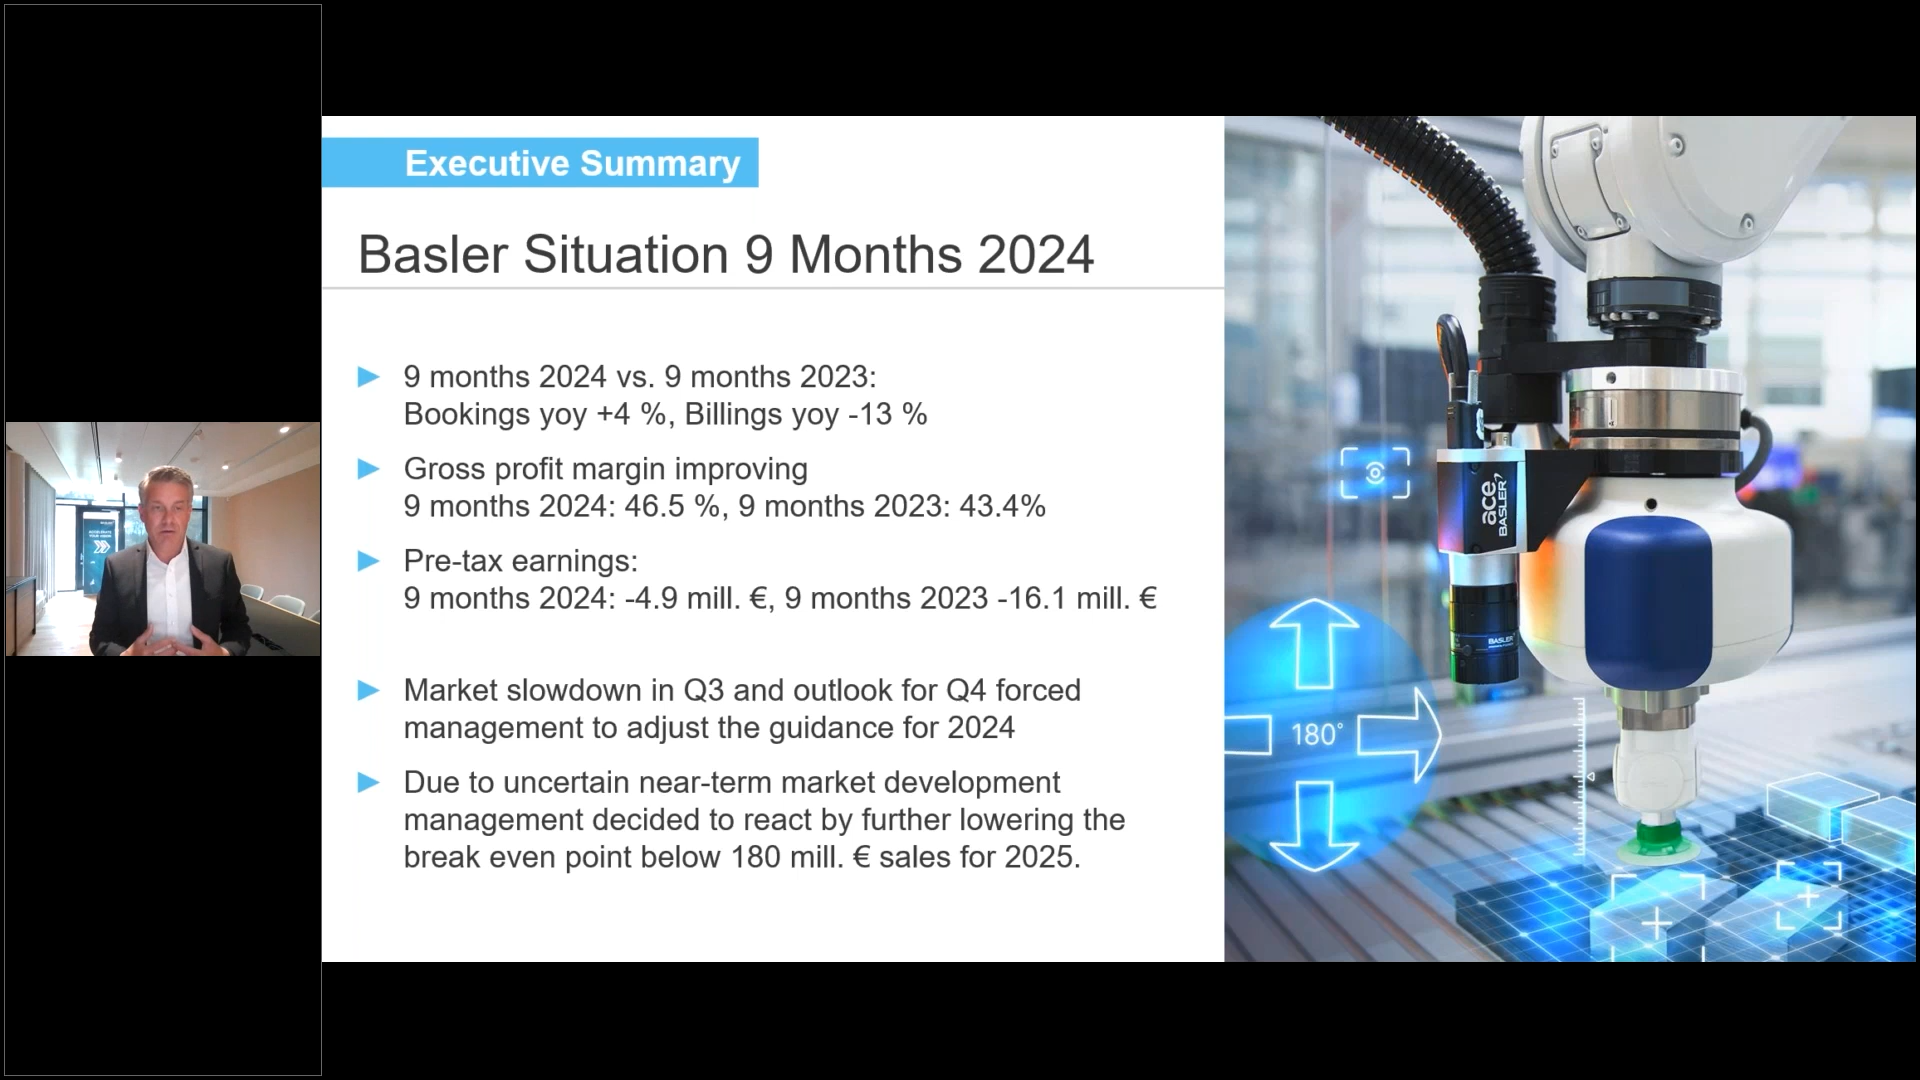 Executive Summary
Basler Situation 9 Months 2024
9 months 2024 vs. 9 months 2023:
Bookings yoy +4 %, Billings yoy -13 %
Gross profit margin improving
9 months 2024: 46.5 %, 9 months 2023: 43.4%
Pre-tax earnings:
9 months 2024: -4.9 mill. €, 9 months 2023 -16.1 mill. €
Market slowdown in Q3 and outlook for Q4 forced
management to adjust the guidance for 2024
Due to uncertain near-term market development
management decided to react by further lowering the
break even point below 180 mill. € sales for 2025.
ace
BASLER
BASLER
180°